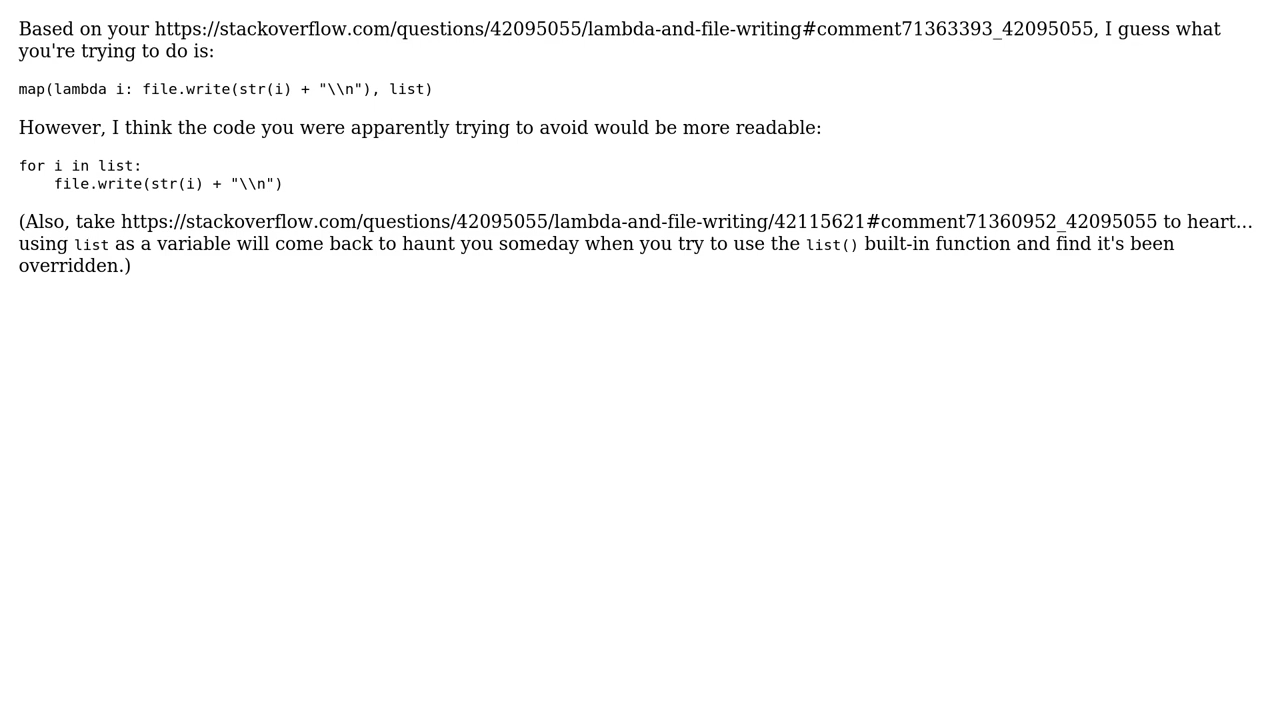 Based on your https://stackoverflow.com/questions/42095055/lambda-and-file-writing#comment71363393_42095055, I guess what
you're trying to do is:
map(lambda i: file.write(str(i) + "\\n"), list)
However, I think the code you were apparently trying to avoid would be more readable:
for i in list:
    file.write(str(i) + "\\n")
(Also, take https://stackoverflow.com/questions/42095055/lambda-and-file-writing/42115621#comment71360952_42095055 to heart...
using list as a variable will come back to haunt you someday when you try to use the list() built-in function and find it's been
overridden.)